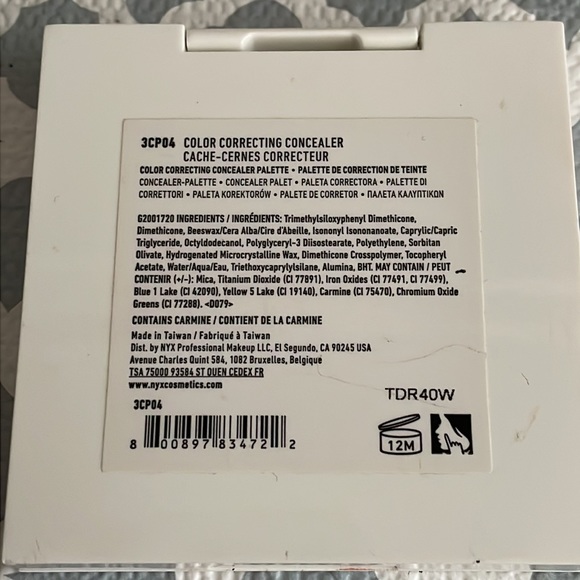 3CP04 COLOR CORRECTING CONCEALER
CACHE-CERNES CORRECTEUR
COLOR CORRECTING CONCEALER PALETTE • PALETTE DE CORRECTION DE TEINTE
CONCEALER-PALETTE • CONCEALER PALET • PALETA CORRECTORA • PALETTE DI
CORRETTORI • PALETA KOREKTORÓW • PALETE DE CORRETOR • ΠΑΛΕΤΑ ΚΑΛΥΠΤΙΚΩΝ
G2001720 INGREDIENTS / INGRÉDIENTS: Trimethylsiloxyphenyl Dimethicone,
Dimethicone, Beeswax/Cera Alba/Cire d'Abeille, Isononyl Isononanoate, Caprylic/Capric
Triglyceride, Octyldodecanol, Polyglyceryl-3 Diisostearate, Polyethylene, Sorbitan
Olivate, Hydrogenated Microcrystalline Wax, Dimethicone Crosspolymer, Tocopheryl
Acetate, Water/Aqua/Eau, Triethoxycaprylylsilane, Alumina, BHT. MAY CONTAIN / PEUT
CONTENIR (+/-): Mica, Titanium Dioxide (CI 77891), Iron Oxides (CI 77491, CI 77499),
Blue 1 Lake (CI 42090), Yellow 5 Lake (CI 19140), Carmine (CI 75470), Chromium Oxide
Greens (CI 77288). <D079>
CONTAINS CARMINE / CONTIENT DE LA CARMINE
Made in Taiwan / Fabriqué à Taiwan
Dist. by NYX Professional Makeup LLC, El Segundo, CA 90245 USA
Avenue Charles Quint 584, 1082 Bruxelles, Belgique
TSA 75000 93584 ST OUEN CEDEX FR
www.nyxcosmetics.com
3CP04
TDR40W
8 00897 83472 2
12M